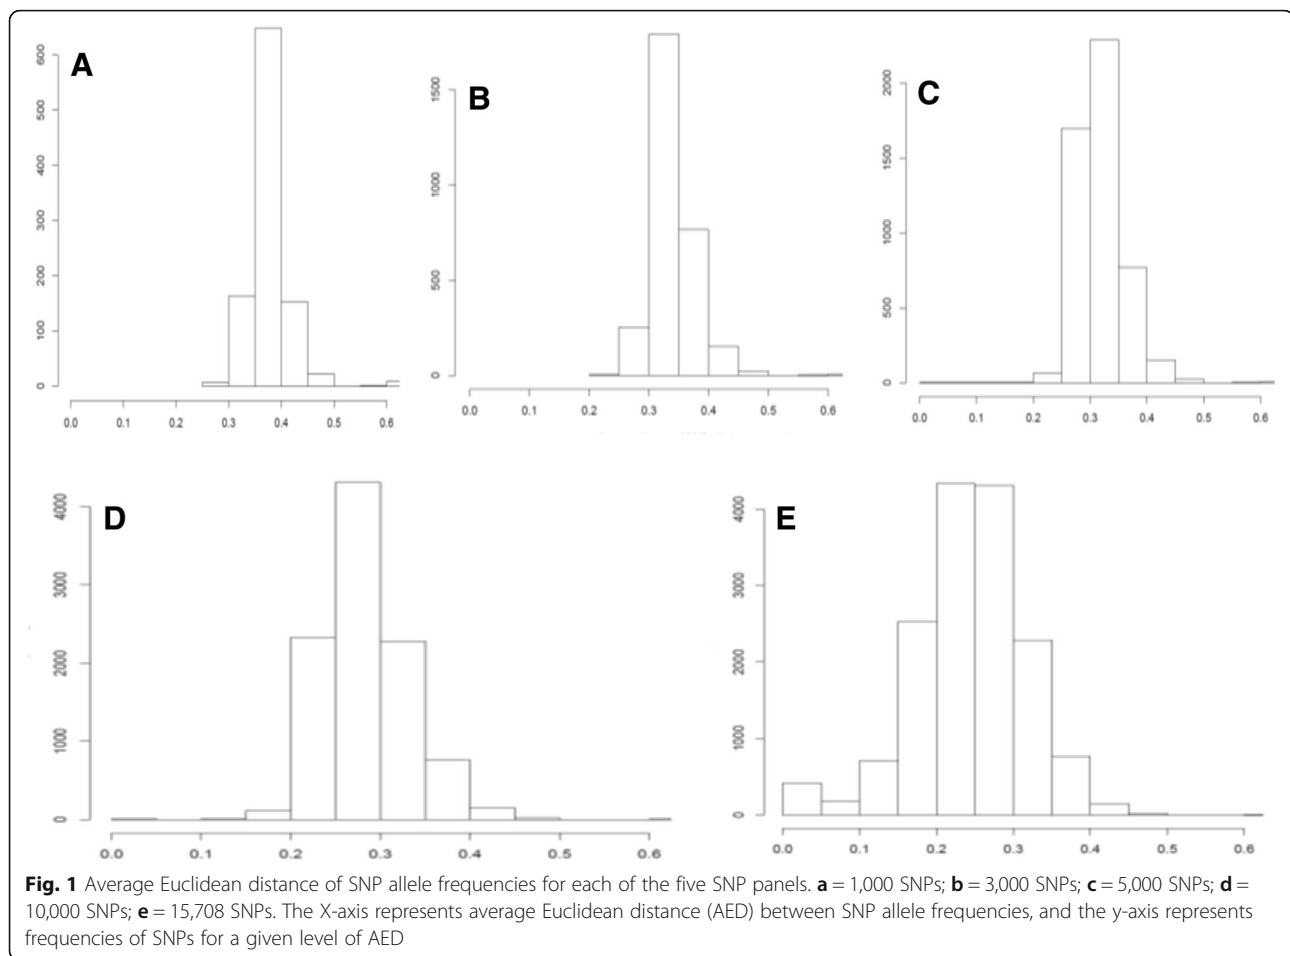 A
600
500
400
300
200
100
0
0.0 0.1 0.2 0.3 0.4 0.5 0.6
B
1500
1000
500
0
0.0 0.1 0.2 0.3 0.4 0.5 0.6
C
2000
1500
1000
500
0
0.0 0.1 0.2 0.3 0.4 0.5 0.6
D
4000
3000
2000
1000
0
0.0 0.1 0.2 0.3 0.4 0.5 0.6
E
4000
3000
2000
1000
0
0.0 0.1 0.2 0.3 0.4 0.5 0.6
Fig. 1 Average Euclidean distance of SNP allele frequencies for each of the five SNP panels. a = 1,000 SNPs; b = 3,000 SNPs; c = 5,000 SNPs; d =
10,000 SNPs; e = 15,708 SNPs. The X-axis represents average Euclidean distance (AED) between SNP allele frequencies, and the y-axis represents
frequencies of SNPs for a given level of AED